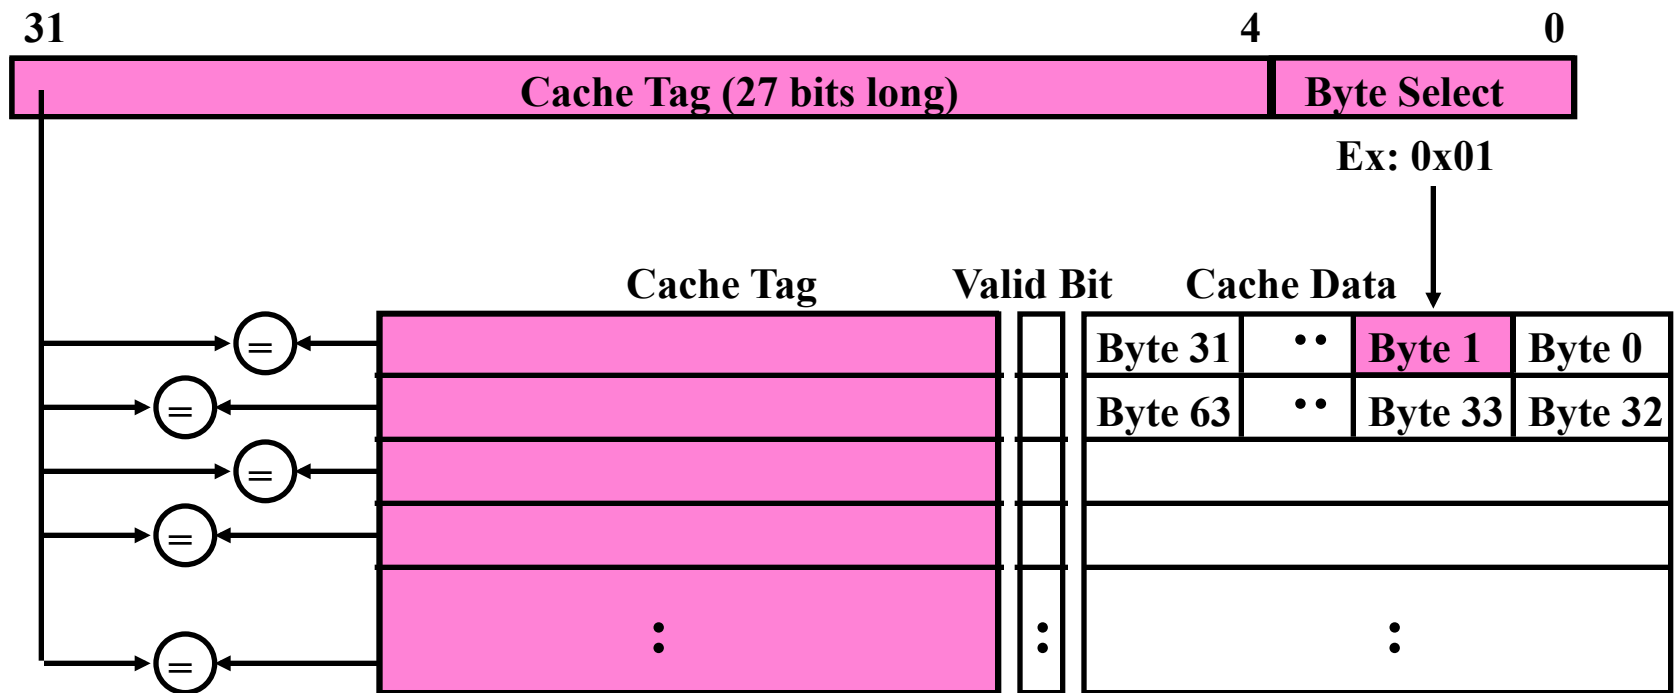 31 4 0
Cache Tag (27 bits long) Byte Select
Ex: 0x01
Cache Tag Valid Bit Cache Data
= Byte 31 ·· Byte 1 Byte 0
= Byte 63 ·· Byte 33 Byte 32
=
=
: : :
=